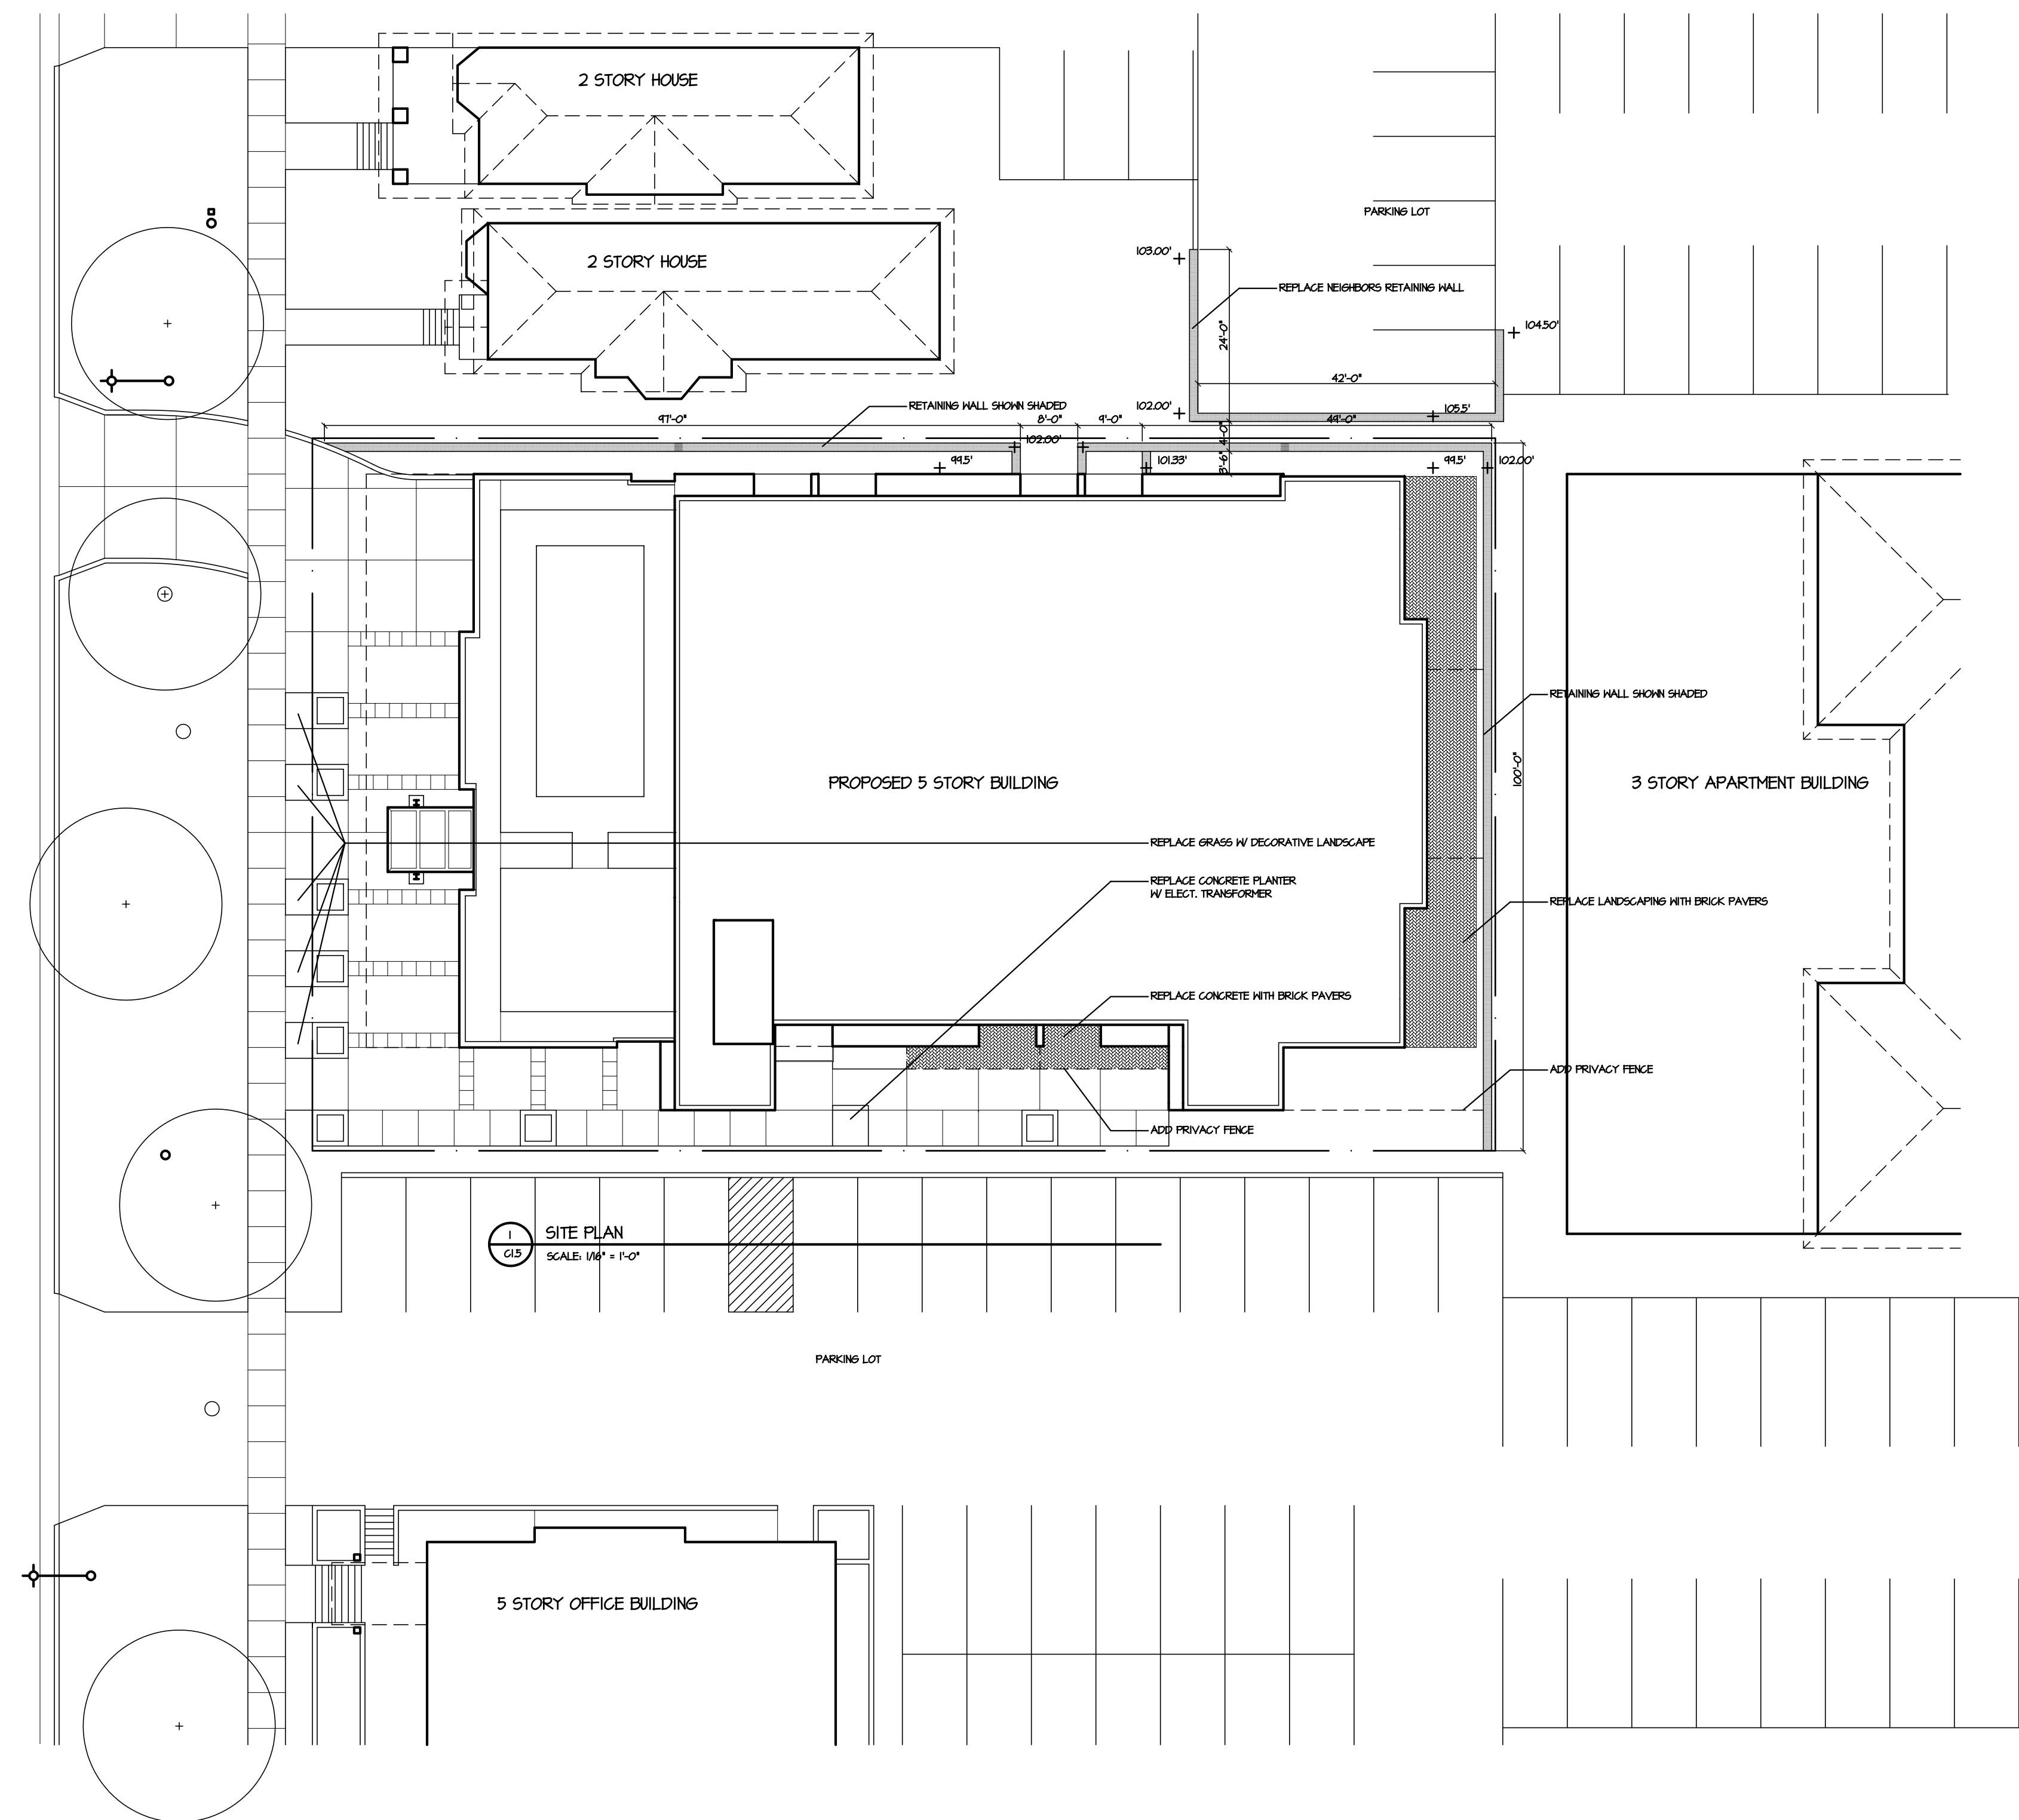 2 STORY HOUSE
PARKING LOT
103.00'
2 STORY HOUSE
REPLACE NEIGHBORS RETAINING WALL
104.50'
24'-0"
42'-0"
RETAINING WALL SHOWN SHADED
102.00'
105.5'
97'-0"
8'-0"
9'-0"
49'-0"
4'-0"
102.00'
99.5'
101.33'
3'-6"
99.5'
102.00'
RETAINING WALL SHOWN SHADED
100'-0"
PROPOSED 5 STORY BUILDING
3 STORY APARTMENT BUILDING
REPLACE GRASS W/ DECORATIVE LANDSCAPE
REPLACE CONCRETE PLANTER
W/ ELECT. TRANSFORMER
REPLACE LANDSCAPING WITH BRICK PAVERS
REPLACE CONCRETE WITH BRICK PAVERS
ADD PRIVACY FENCE
ADD PRIVACY FENCE
1
C1.5
SITE PLAN
SCALE: 1/16" = 1'-0"
PARKING LOT
5 STORY OFFICE BUILDING